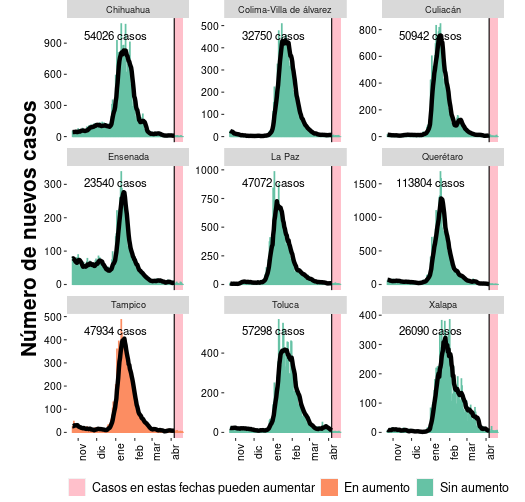 Número de nuevos casos
Chihuahua
Colima-Villa de álvarez
Culiacán
54026 casos
32750 casos
50942 casos
900
600
300
0
500
400
300
200
100
0
800
600
400
200
0
Ensenada
La Paz
Querétaro
23540 casos
47072 casos
113804 casos
300
200
100
0
1000
750
500
250
0
1500
1000
500
0
Tampico
Toluca
Xalapa
47934 casos
57298 casos
26090 casos
500
400
300
200
100
0
400
200
0
400
300
200
100
0
nov dic ene feb mar abr
nov dic ene feb mar abr
nov dic ene feb mar abr
Casos en estas fechas pueden aumentar
En aumento
Sin aumento